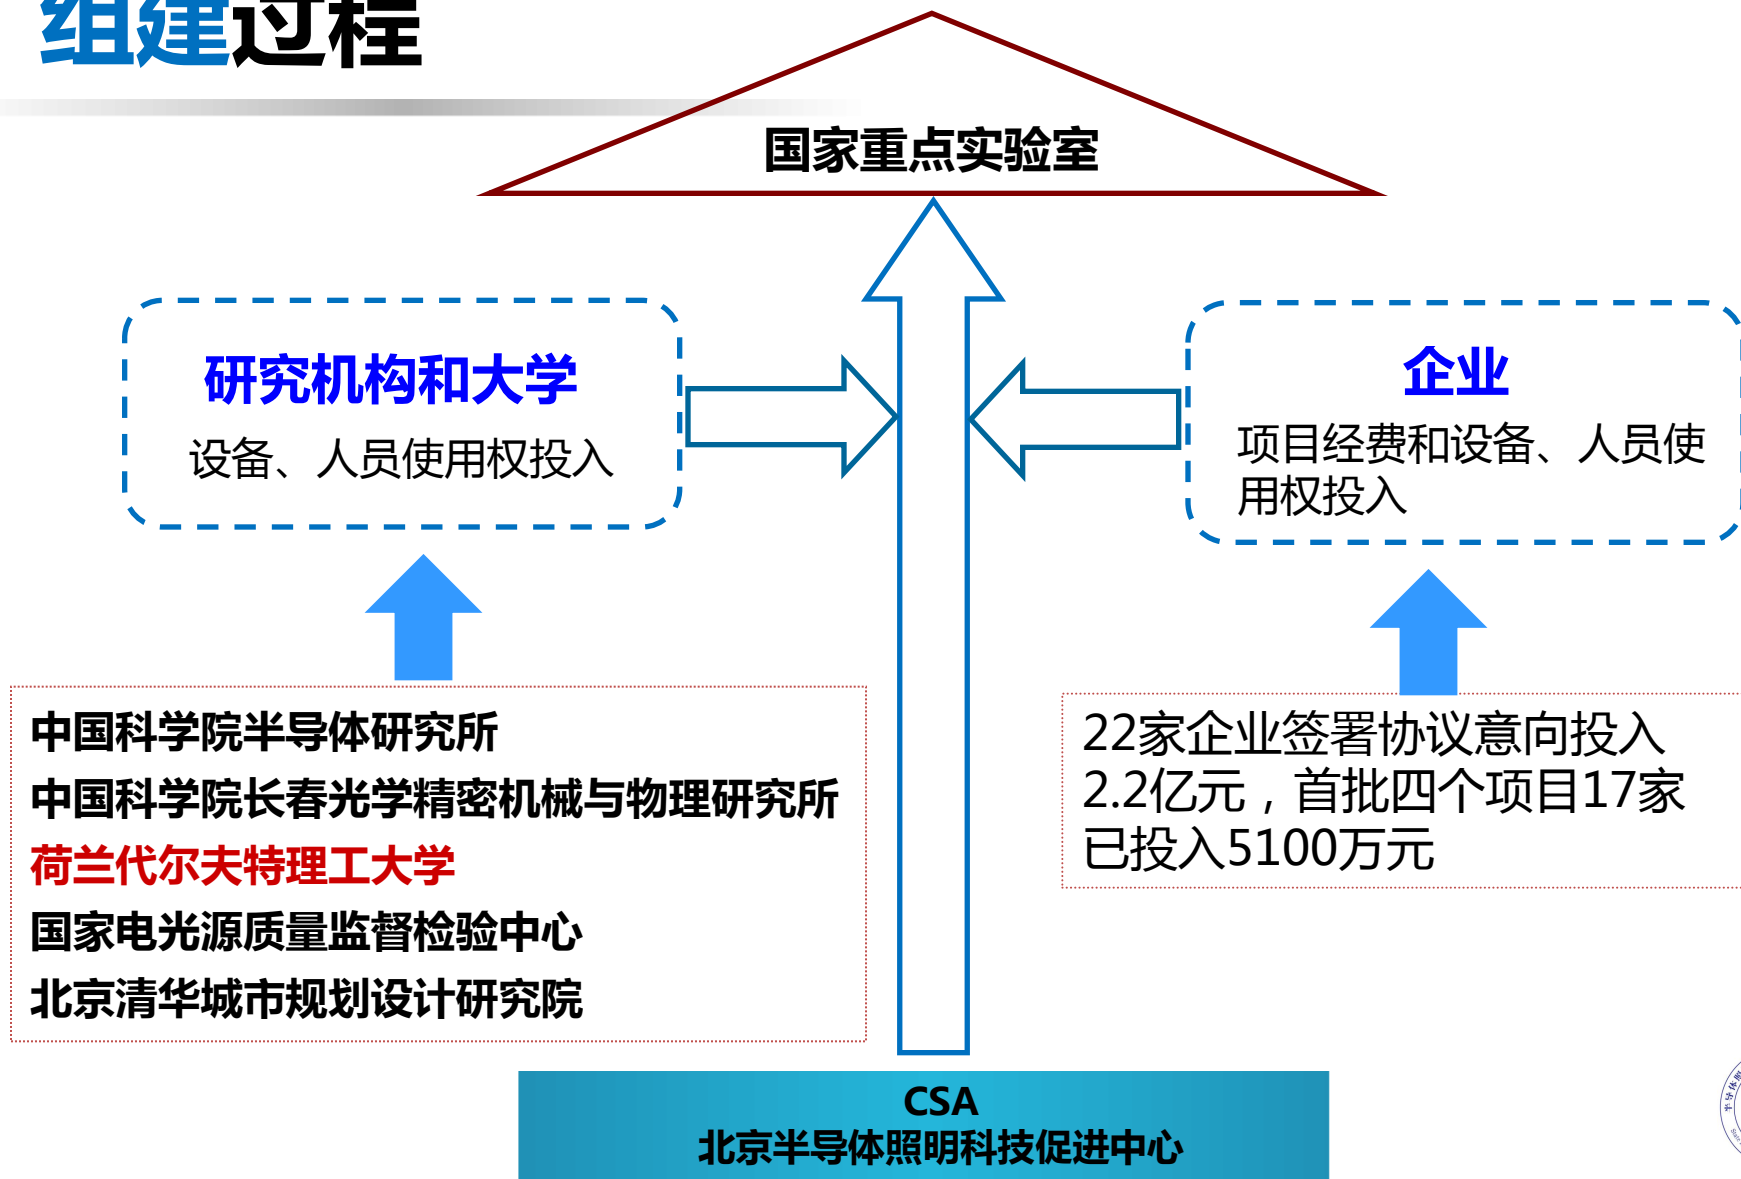 组建过程
国家重点实验室
研究机构和大学
设备、人员使用权投入
企业
项目经费和设备、人员使
用权投入
中国科学院半导体研究所
中国科学院长春光学精密机械与物理研究所
荷兰代尔夫特理工大学
国家电光源质量监督检验中心
北京清华城市规划设计研究院
22家企业签署协议意向投入
2.2亿元，首批四个项目17家
已投入5100万元
CSA
北京半导体照明科技促进中心
半导体照
State